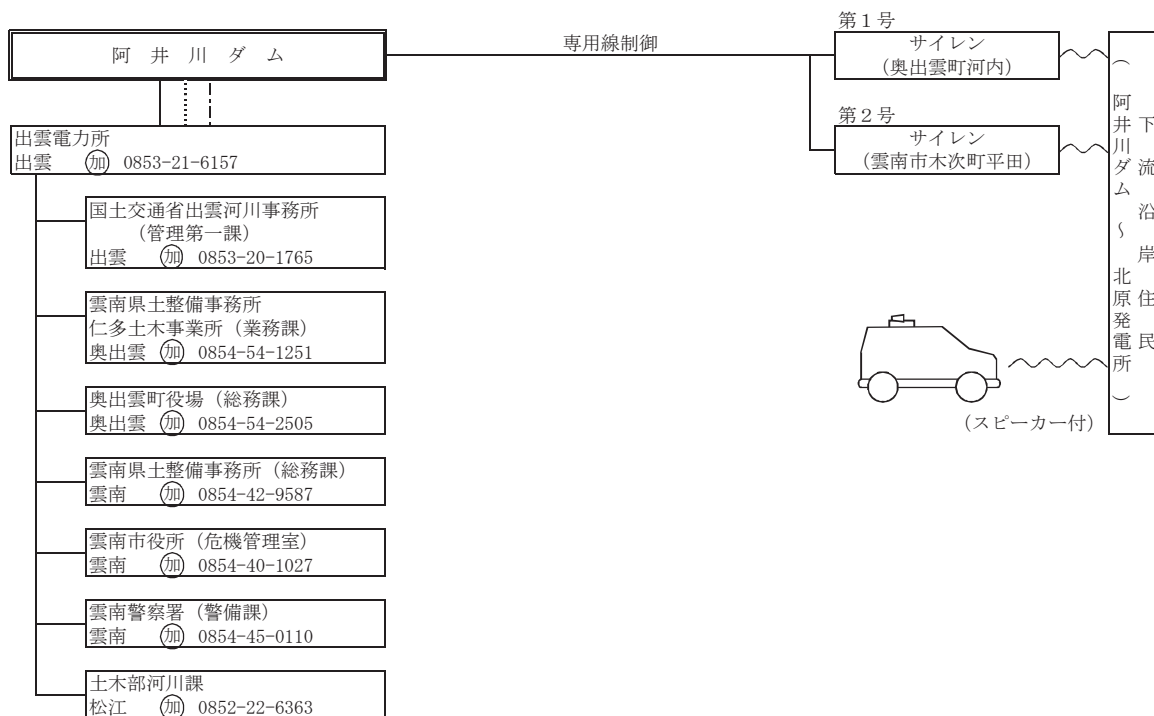 阿井川ダム
専用線制御
第1号
サイレン
(奥出雲町河内)
第2号
サイレン
(雲南市木次町平田)
下流沿岸住民
(阿井川ダム~北原発電所)
(スピーカー付)
出雲電力所
出雲 加 0853-21-6157
国土交通省出雲河川事務所
(管理第一課)
出雲 加 0853-20-1765
雲南県土整備事務所
仁多土木事業所(業務課)
奥出雲 加 0854-54-1251
奥出雲町役場(総務課)
奥出雲 加 0854-54-2505
雲南県土整備事務所(総務課)
雲南 加 0854-42-9587
雲南市役所(危機管理室)
雲南 加 0854-40-1027
雲南警察署(警備課)
雲南 加 0854-45-0110
土木部河川課
松江 加 0852-22-6363